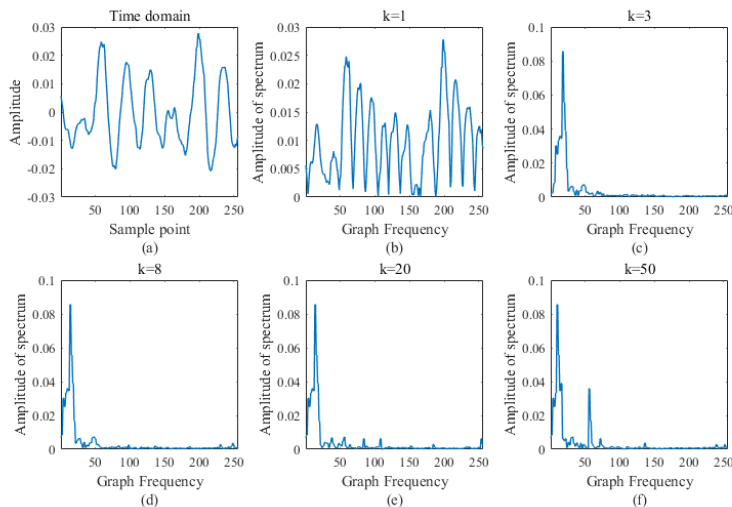 Time domain
Amplitude
0.03
0.02
0.01
0
-0.01
-0.03
50 100 150 200 250
Sample point
(a)
k=1
Amplitude of spectrum
0.03
0.025
0.02
0.015
0.01
0.005
0
50 100 150 200 250
Graph Frequency
(b)
k=3
Amplitude of spectrum
0.1
0.08
0.06
0.04
0.02
0
50 100 150 200 250
Graph Frequency
(c)
k=8
Amplitude of spectrum
0.1
0.08
0.06
0.04
0.02
0
50 100 150 200 250
Graph Frequency
(d)
k=20
Amplitude of spectrum
0.1
0.08
0.06
0.04
0.02
0
50 100 150 200 250
Graph Frequency
(e)
k=50
Amplitude of spectrum
0.1
0.08
0.06
0.04
0.02
0
50 100 150 200 250
Graph Frequency
(f)